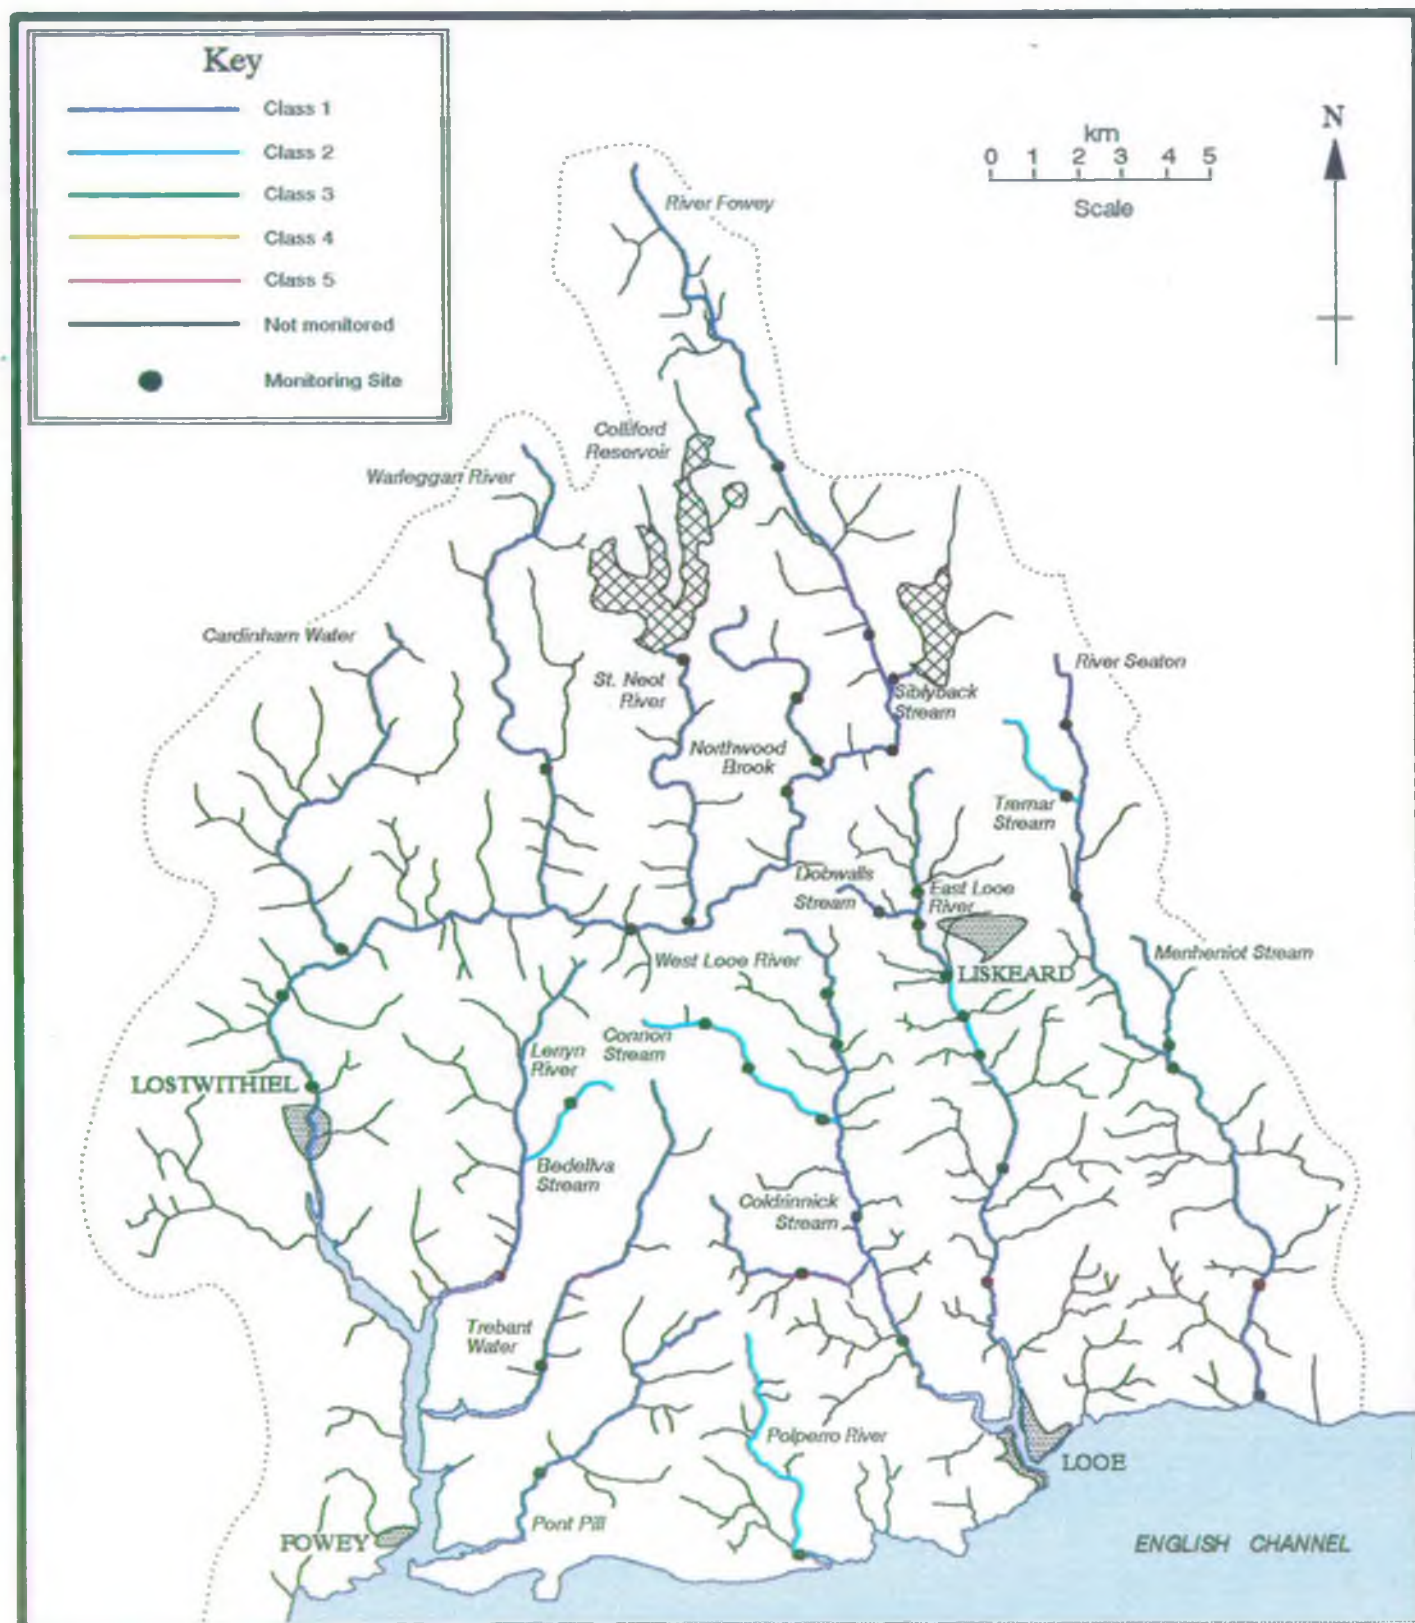 Key
Class 1
Class 2
Class 3
Class 4
Class 5
Not monitored
Monitoring Site
km
0 1 2 3 4 5
Scale
N
River Fowey
Colliford
Reservoir
Warleggan River
Cardinham Water
St. Neot
River
Siblyback
Stream
River Seaton
Northwood
Brook
Tremar
Stream
Dobwalls
Stream
East Looe
River
West Looe River
LISKEARD
Menheniot Stream
Connon
Stream
Lerryn
River
LOSTWITHIEL
Bedellva
Stream
Coldrinnick
Stream
Trebant
Water
Polperro River
LOOE
Pont Pill
FOWEY
ENGLISH CHANNEL